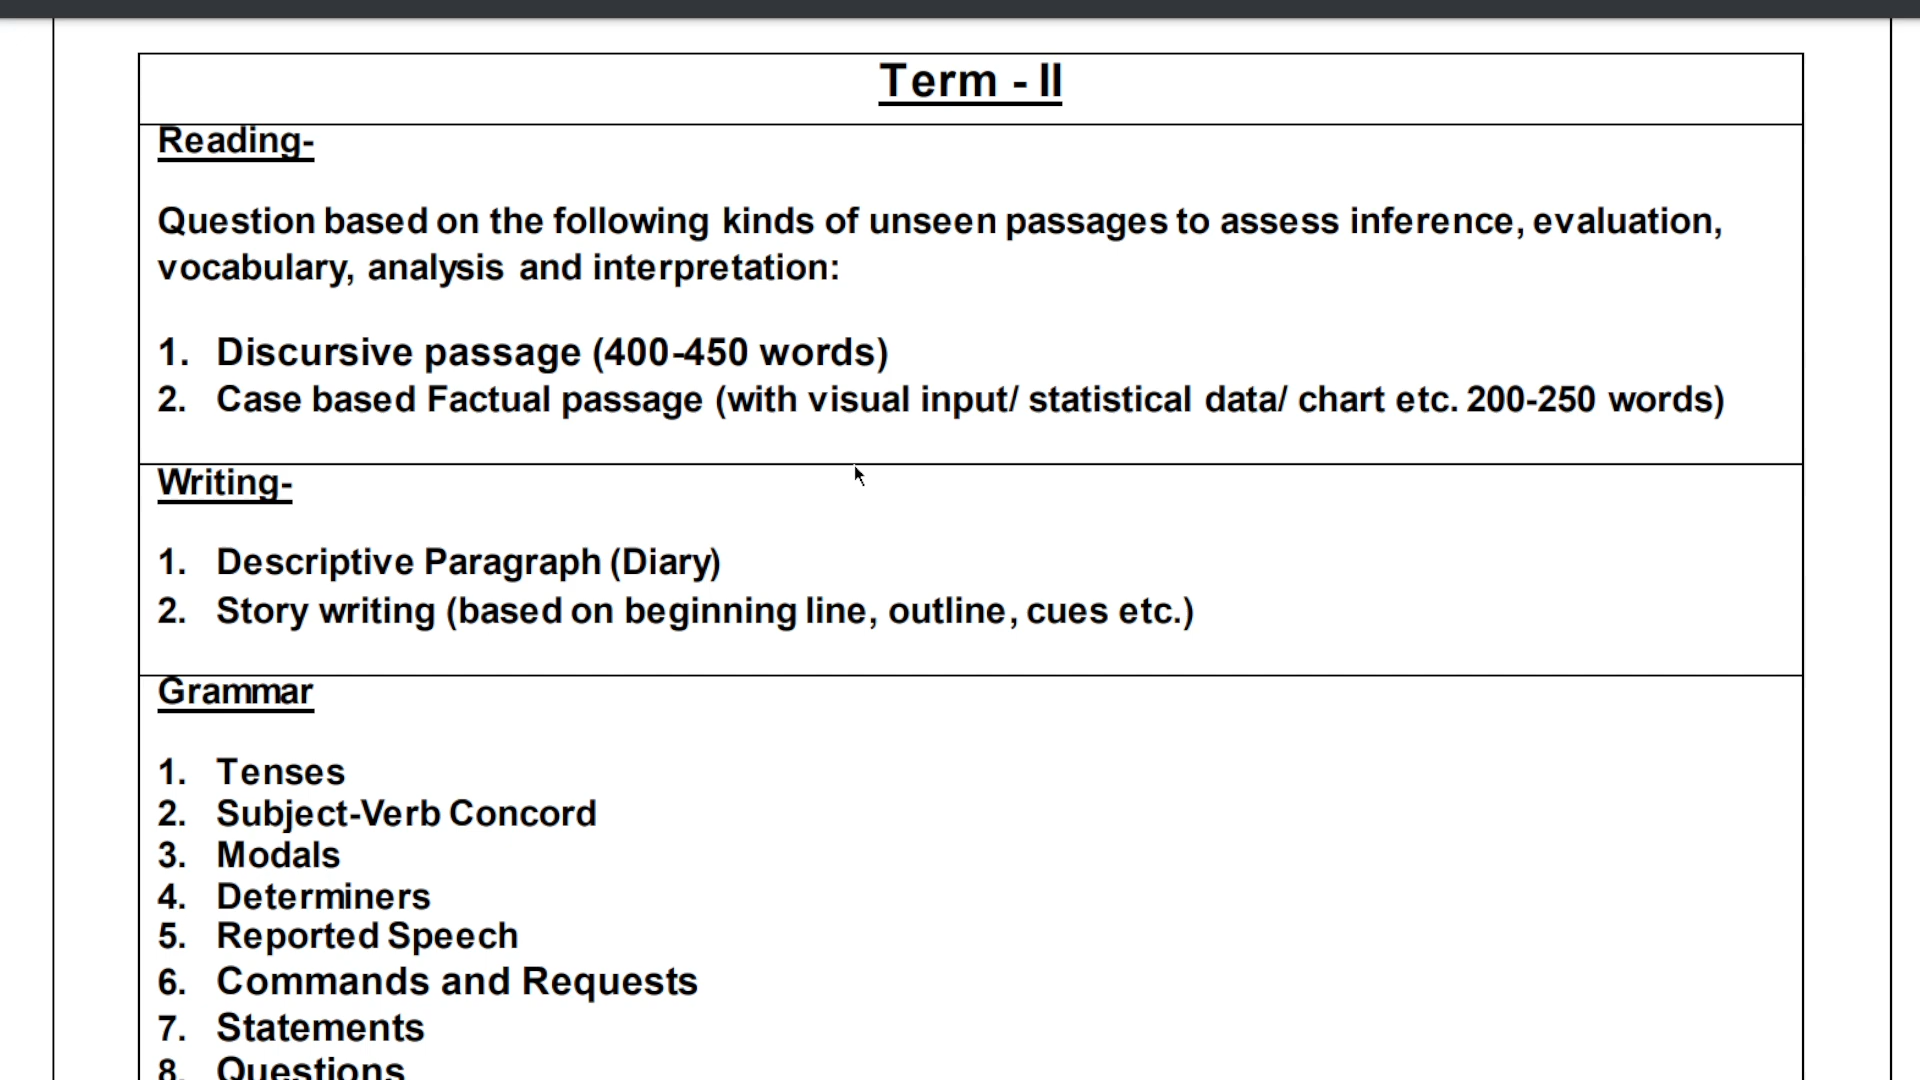 Term - II
Reading-
Question based on the following kinds of unseen passages to assess inference, evaluation,
vocabulary, analysis and interpretation:
1. Discursive passage (400-450 words)
2. Case based Factual passage (with visual input/ statistical data/ chart etc. 200-250 words)
Writing-
1. Descriptive Paragraph (Diary)
2. Story writing (based on beginning line, outline, cues etc.)
Grammar
1. Tenses
2. Subject-Verb Concord
3. Modals
4. Determiners
5. Reported Speech
6. Commands and Requests
7. Statements
8. Questions